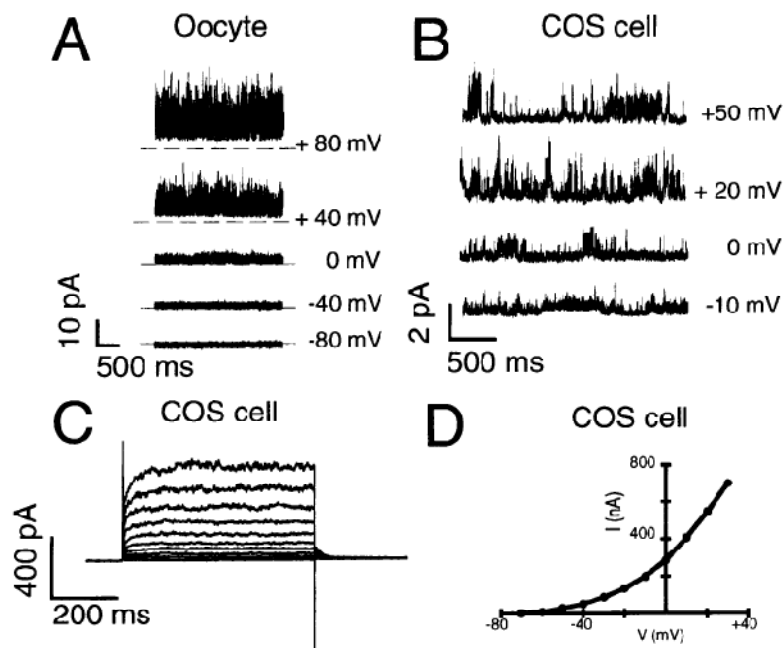 A
Oocyte
+ 80 mV
+ 40 mV
0 mV
-40 mV
-80 mV
10 pA
500 ms
B
COS cell
+50 mV
+ 20 mV
0 mV
-10 mV
2 pA
500 ms
C
COS cell
400 pA
200 ms
D
COS cell
800
I (nA)
400
-80
-40
V (mV)
+40